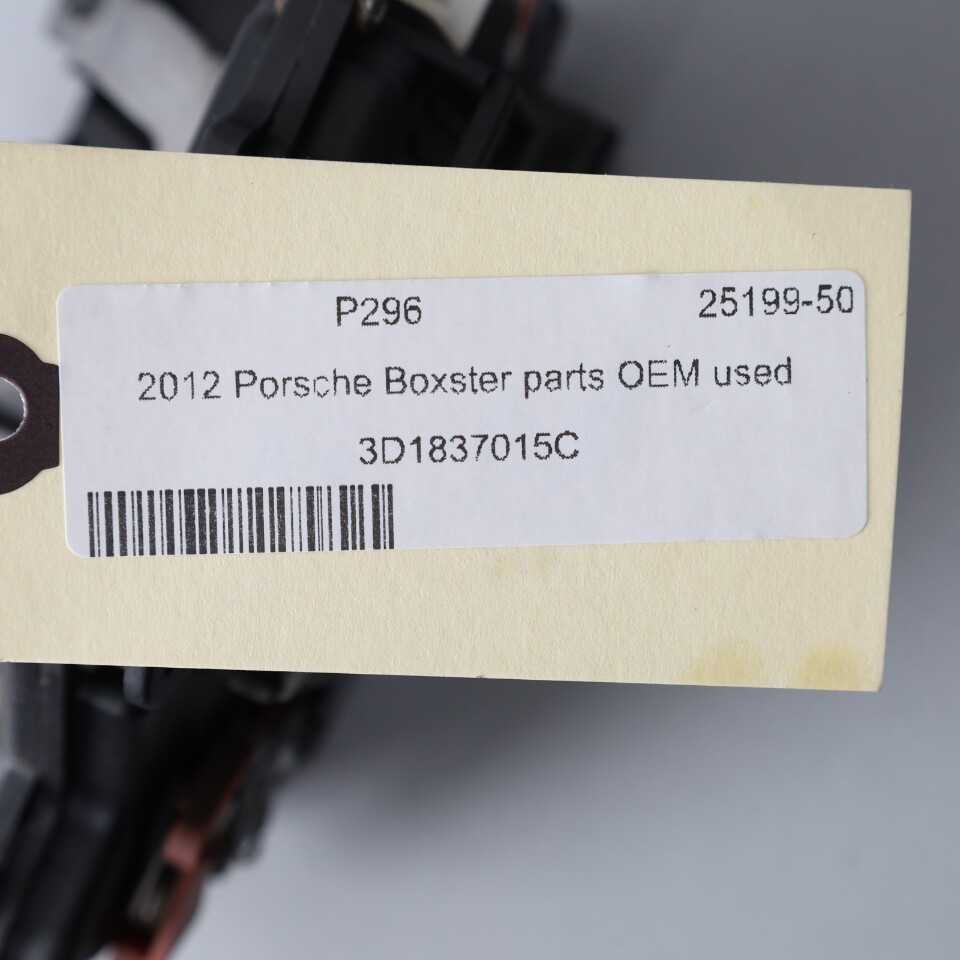 P296 25199-50
2012 Porsche Boxster parts OEM used
3D1837015C